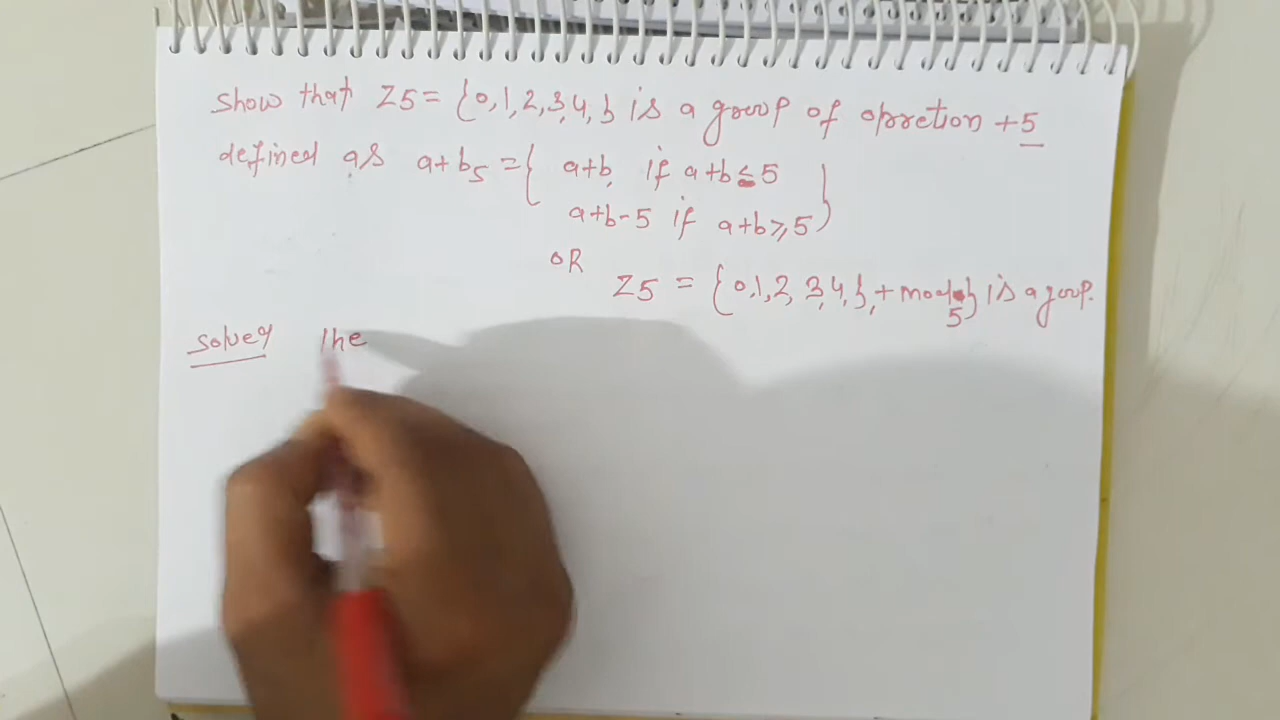 show that Z5 = {0,1,2,3,4,} is a group of opretion +5
defined as a+b5 = { a+b, if a+b≤5
a+b-5 if a+b⩾5 }
OR
Z5 = {0,1,2,3,4,}, + mod 5} is a group.
Solve) The